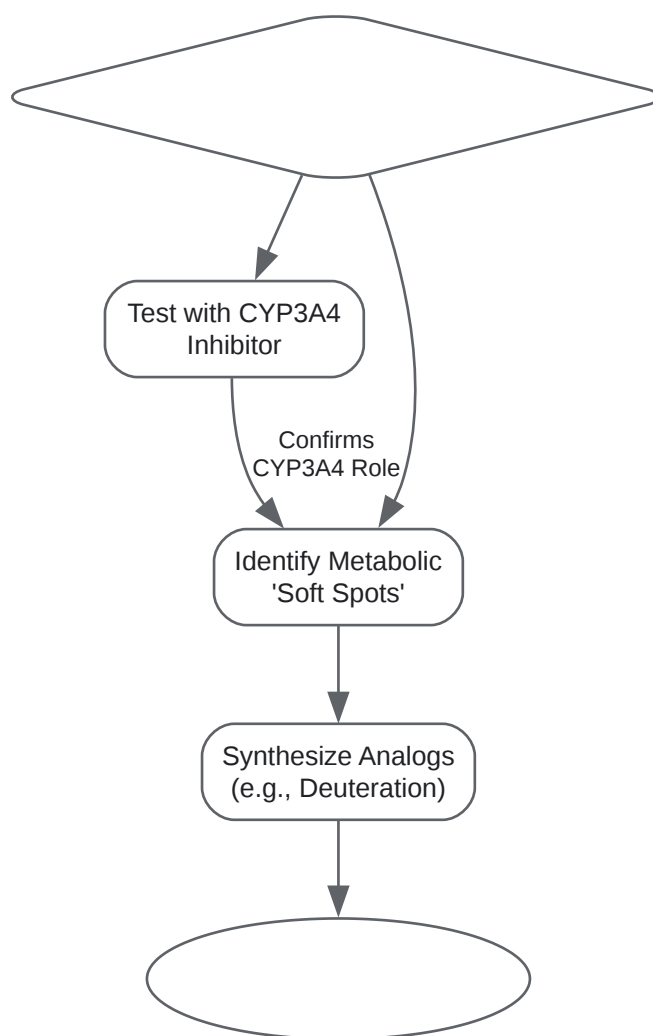 Test with CYP3A4
Inhibitor
Confirms
CYP3A4 Role
Identify Metabolic
'Soft Spots'
Synthesize Analogs
(e.g., Deuteration)